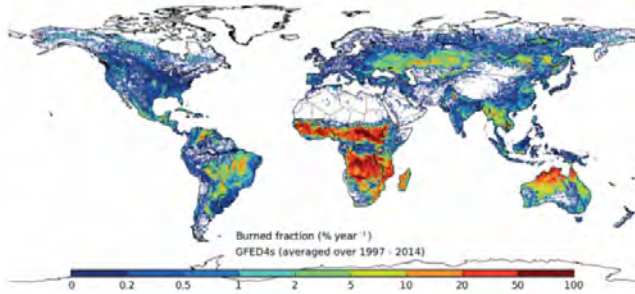 Burned fraction (% year⁻¹)
GFED4s (averaged over 1997 - 2014)
0 0.2 0.5 1 2 5 10 20 50 100